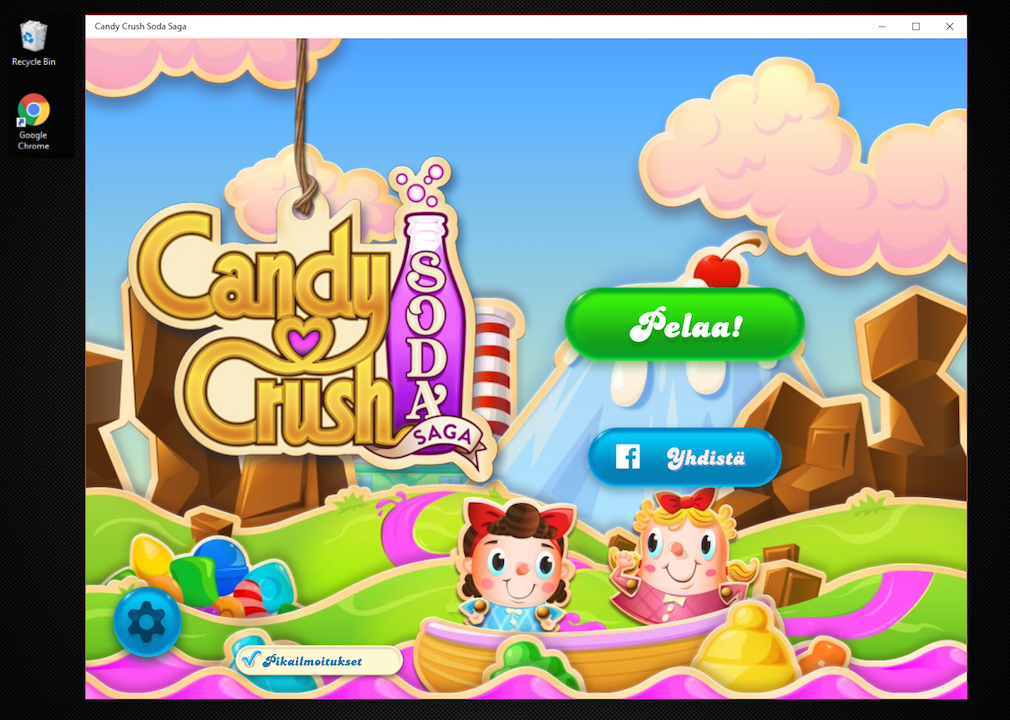 Candy Crush Soda Saga
Recycle Bin
Google
Chrome
Candy
Crush
SODA
SAGA
Pelaa!
Yhdistä
Pikailmoitukset